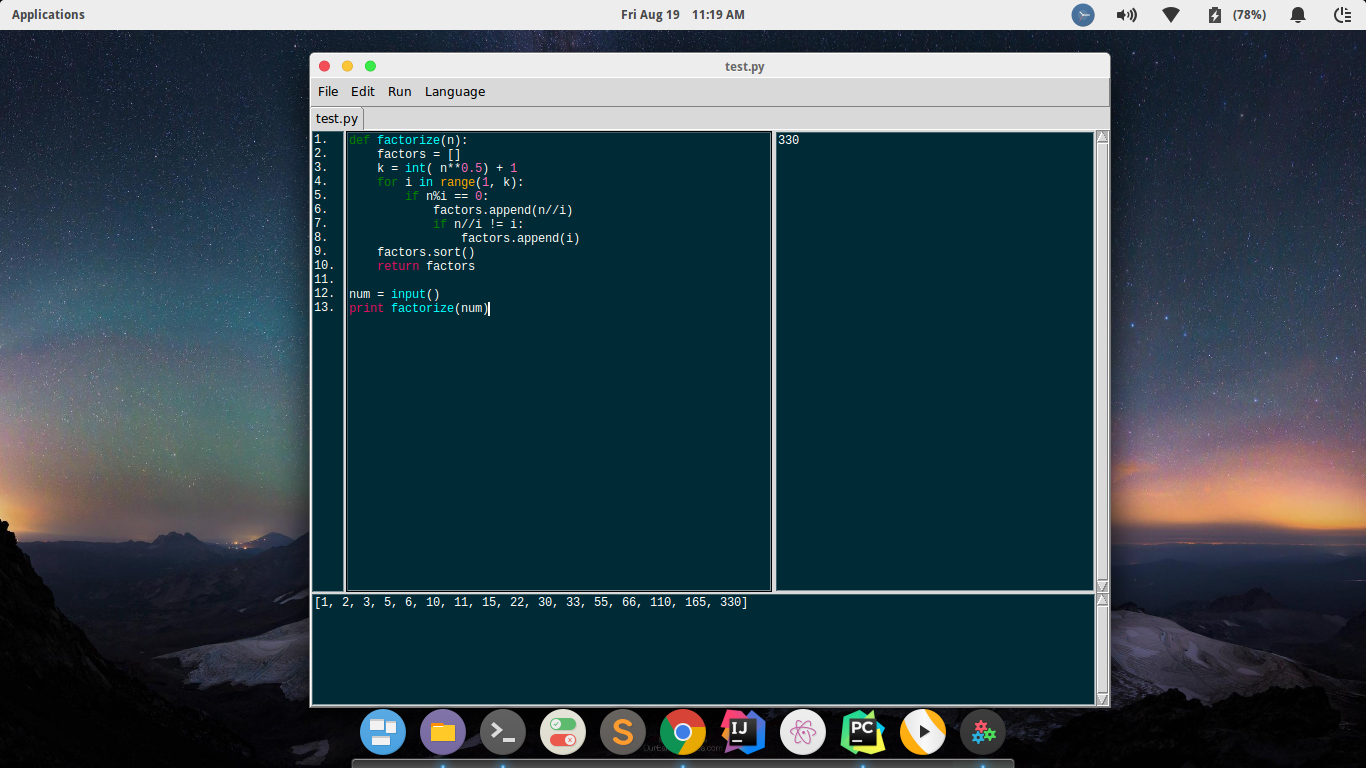 Applications
Fri Aug 19 11:19 AM
(78%)
test.py
File Edit Run Language
test.py
1. def factorize(n):
2.     factors = []
3.     k = int( n**0.5) + 1
4.     for i in range(1, k):
5.         if n%i == 0:
6.             factors.append(n//i)
7.             if n//i != i:
8.                 factors.append(i)
9.     factors.sort()
10.     return factors
11.
12. num = input()
13. print factorize(num)
330
[1, 2, 3, 5, 6, 10, 11, 15, 22, 30, 33, 55, 66, 110, 165, 330]
S
IJ
PC